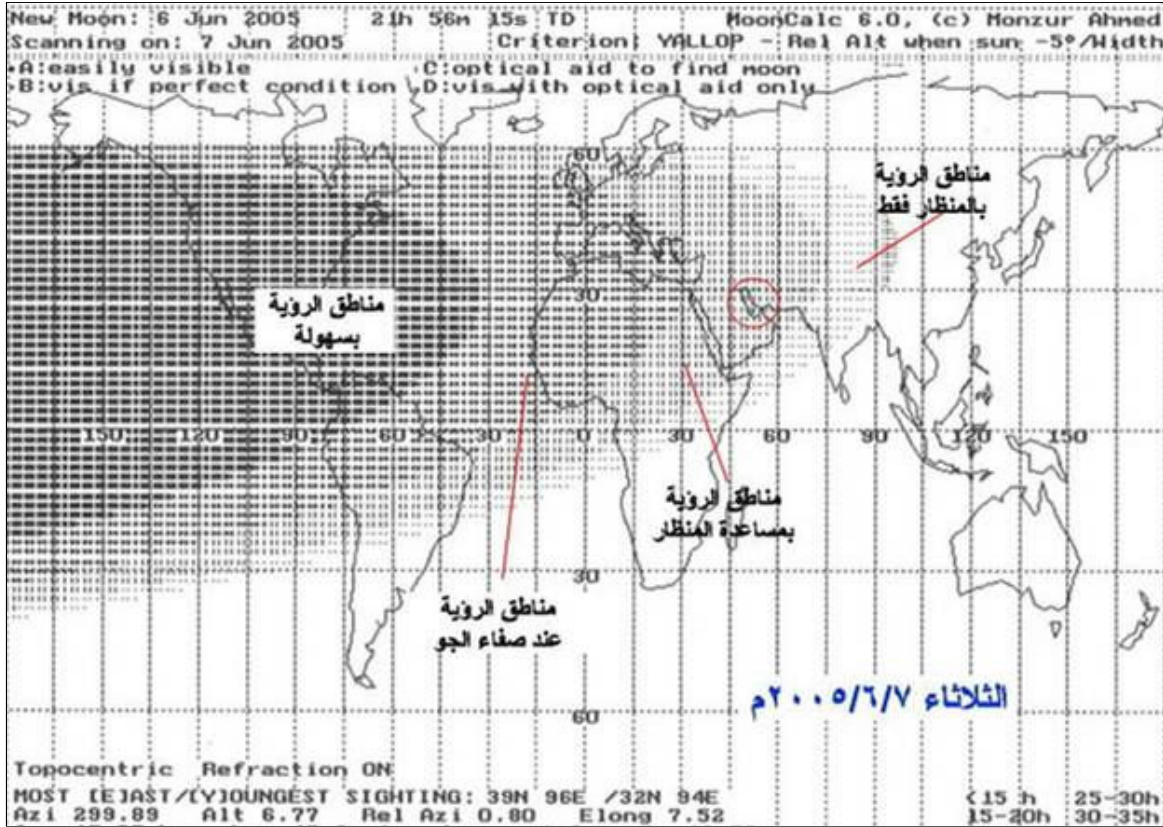 New Moon: 6 Jun 2005 21h 56m 15s TD MoonCalc 6.0, (c) Monzur Ahmed
Scanning on: 7 Jun 2005 Criterion: YALLOP - Rel Alt when sun -5°/Width
A:easily visible C:optical aid to find moon
B:vis if perfect condition D:vis with optical aid only
60
مناطق الرؤية
بالمنظار فقط
30
مناطق الرؤية
بسهولة
150 120 90 60 30 0 30 60 90 120 150
مناطق الرؤية
بمساعدة المنظار
30
مناطق الرؤية
عند صفاء الجو
الثلاثاء ٢٠٠٥/٦/٧م
60
Topocentric Refraction ON
MOST [E]AST/[Y]OUNGEST SIGHTING: 39N 96E /32N 94E <15 h 25-30h
Azi 299.89 Alt 6.77 Rel Azi 0.80 Elong 7.52 15-20h 30-35h